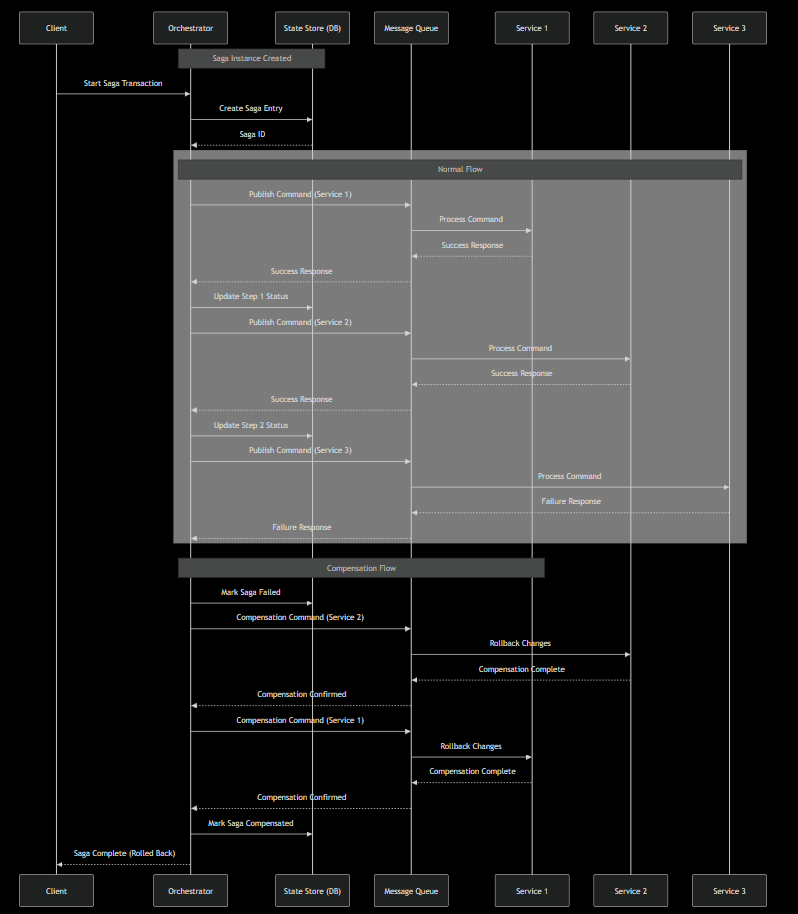 Client
Orchestrator
State Store (DB)
Message Queue
Service 1
Service 2
Service 3
Saga Instance Created
Start Saga Transaction
Create Saga Entry
Saga ID
Normal Flow
Publish Command (Service 1)
Process Command
Success Response
Success Response
Update Step 1 Status
Publish Command (Service 2)
Process Command
Success Response
Success Response
Update Step 2 Status
Publish Command (Service 3)
Process Command
Failure Response
Failure Response
Compensation Flow
Mark Saga Failed
Compensation Command (Service 2)
Rollback Changes
Compensation Complete
Compensation Confirmed
Compensation Command (Service 1)
Rollback Changes
Compensation Complete
Compensation Confirmed
Mark Saga Compensated
Saga Complete (Rolled Back)
Client
Orchestrator
State Store (DB)
Message Queue
Service 1
Service 2
Service 3